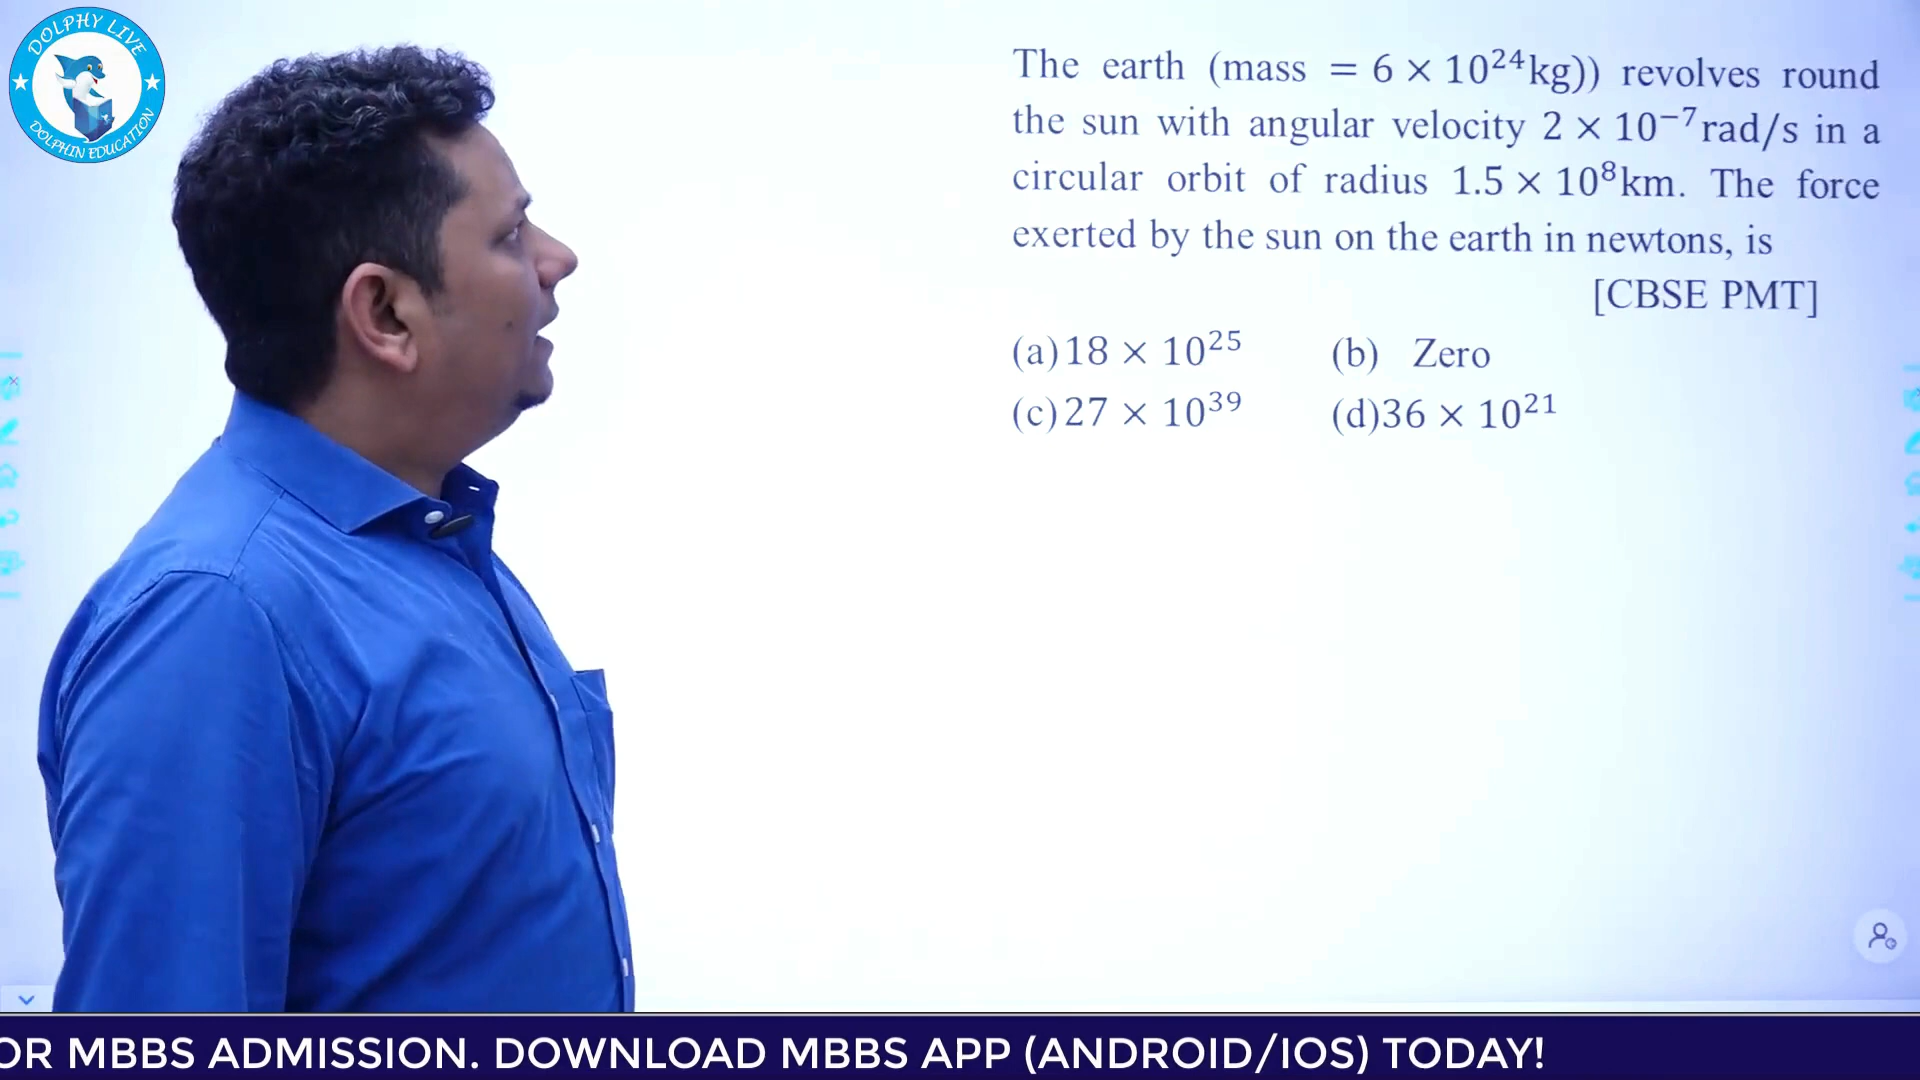 DOLPHY LIVE
DOLPHIN EDUCATION
The earth (mass = 6 × 10²⁴kg)) revolves round
the sun with angular velocity 2 × 10⁻⁷rad/s in a
circular orbit of radius 1.5 × 10⁸km. The force
exerted by the sun on the earth in newtons, is
[CBSE PMT]
(a)18 × 10²⁵ (b) Zero
(c)27 × 10³⁹ (d)36 × 10²¹
OR MBBS ADMISSION. DOWNLOAD MBBS APP (ANDROID/IOS) TODAY!